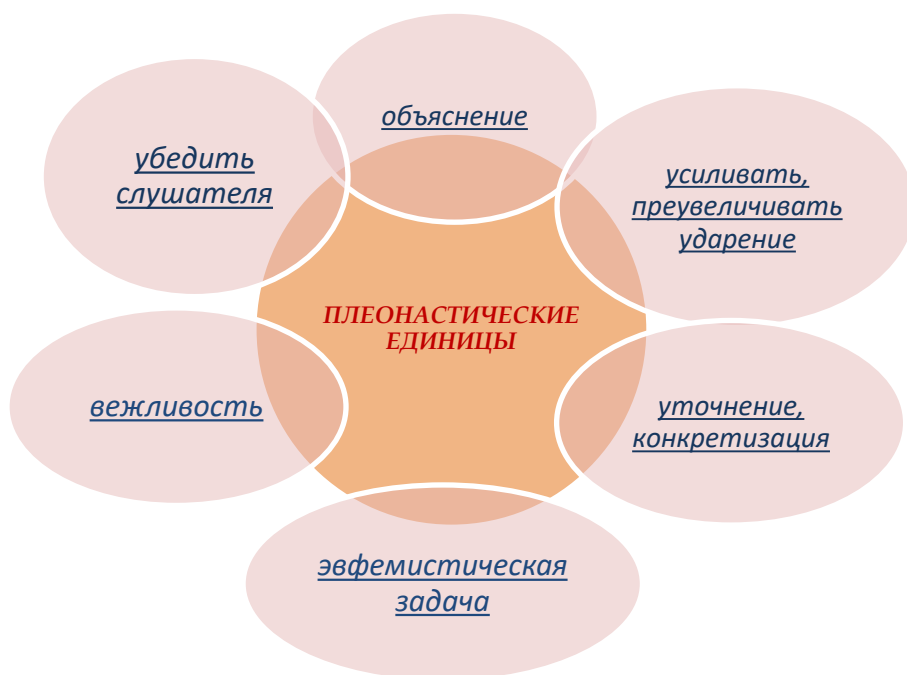 объяснение
убедить
слушателя
усиливать,
преувеличивать
ударение
ПЛЕОНАСТИЧЕСКИЕ
ЕДИНИЦЫ
вежливость
уточнение,
конкретизация
эвфемистическая
задача